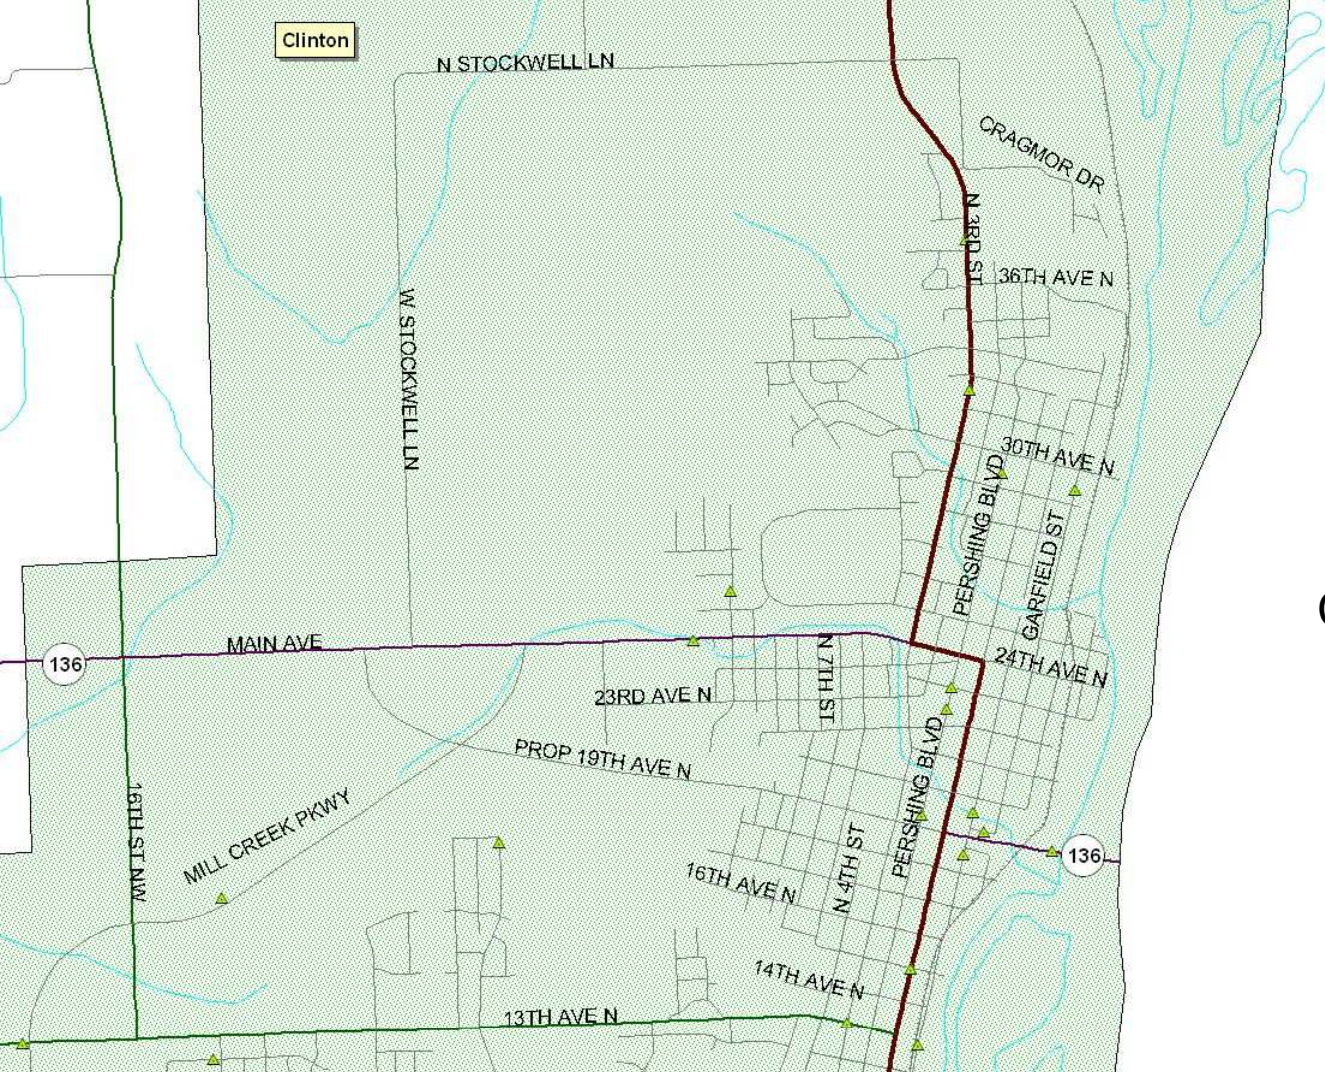 Clinton
N STOCKWELL LN
CRAGMOR DR
N 3RD ST
36TH AVE N
W STOCKWELL LN
30TH AVE N
PERSHING BLVD
GARFIELD ST
MAIN AVE
136
N 7TH ST
24TH AVE N
23RD AVE N
PROP 19TH AVE N
PERSHING BLVD
16TH ST NW
MILL CREEK PKWY
N 4TH ST
136
16TH AVE N
14TH AVE N
13TH AVE N